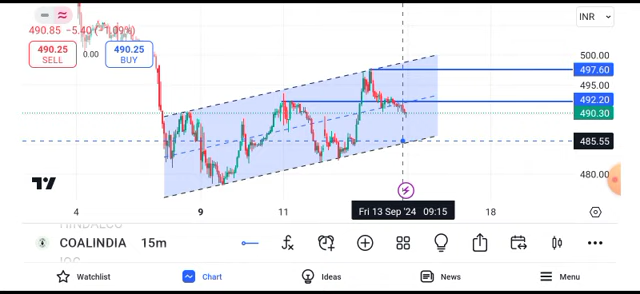 INR
490.85 −5.40 (−1.09%)
490.25
SELL
0.00
490.25
BUY
500.00
497.60
495.00
492.20
490.30
485.55
480.00
TV
4
9
11
Fri 13 Sep '24 09:15
18
HINDALCO
COALINDIA 15m
Watchlist
Chart
Ideas
News
Menu